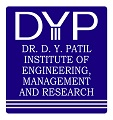 DYP
DR. D. Y. PATIL
INSTITUTE OF
ENGINEERING,
MANAGEMENT
AND RESEARCH